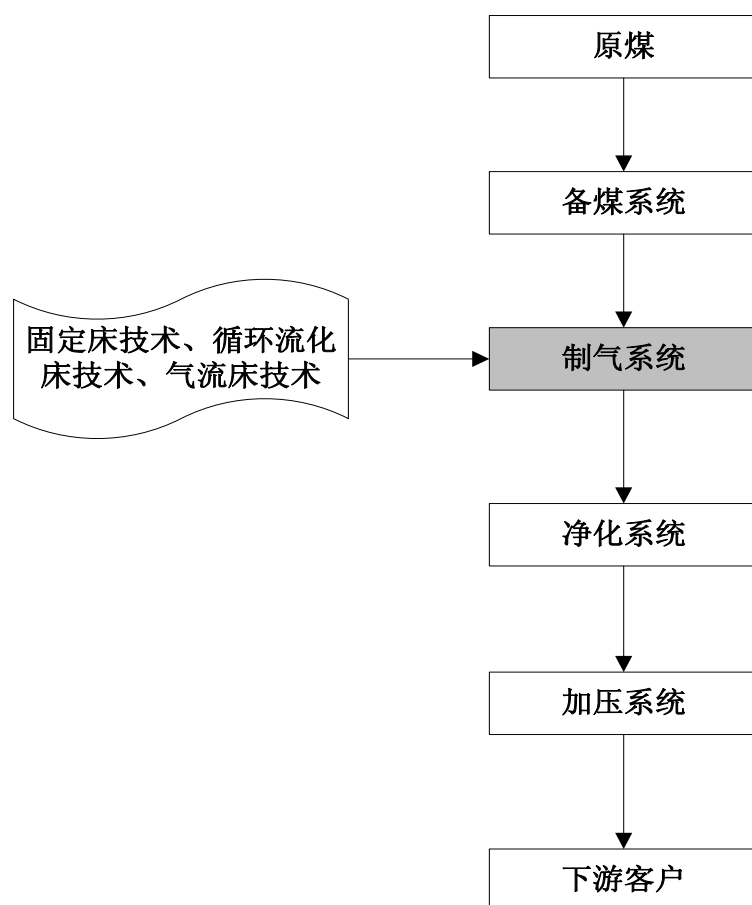 原煤
备煤系统
固定床技术、循环流化
床技术、气流床技术
制气系统
净化系统
加压系统
下游客户